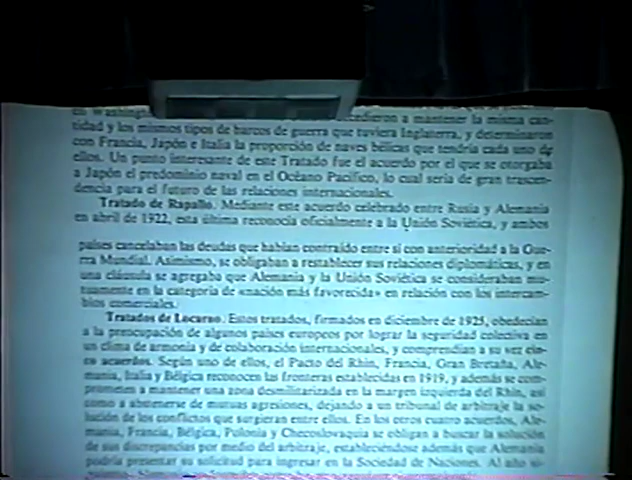 en Washington
tidad y los mismos tipos de barcos de guerra que tuviera Inglaterra, y determinaron
con Francia, Japón e Italia la proporción de naves bélicas que tendría cada uno de
ellos. Un punto interesante de este Tratado fue el acuerdo por el que se otorgaba
a Japón el predominio naval en el Océano Pacífico, lo cual sería de gran trascen-
dencia para el futuro de las relaciones internacionales.
Tratado de Rapallo. Mediante este acuerdo celebrado entre Rusia y Alemania
en abril de 1922, esta última reconocía oficialmente a la Unión Soviética, y ambos
países cancelaban las deudas que habían contraído entre sí con anterioridad a la Gue-
rra Mundial. Asimismo, se obligaban a restablecer sus relaciones diplomáticas, y en
una cláusula se agregaba que Alemania y la Unión Soviética se consideraban mu-
tuamente en la categoría de «nación más favorecida» en relación con los intercam-
bios comerciales.
Tratados de Locarno. Estos tratados, firmados en diciembre de 1925, obedecían
a la preocupación de algunos países europeos por lograr la seguridad colectiva en
un clima de armonía y de colaboración internacionales, y comprendían a su vez cin-
co acuerdos. Según uno de ellos, el Pacto del Rhin, Francia, Gran Bretaña, Ale-
mania, Italia y Bélgica reconocen las fronteras establecidas en 1919, y además se com-
prometen a mantener una zona desmilitarizada en la margen izquierda del Rhin, así
como a abstenerse de mutuas agresiones, dejando a un tribunal de arbitraje la so-
lución de los conflictos que surgieran entre ellos. En los otros cuatro acuerdos, Ale-
mania, Francia, Bélgica, Polonia y Checoslovaquia se obligan a buscar la solución
de sus discrepancias por medio del arbitraje, estableciéndose además que Alemania
podría presentar su solicitud para ingresar en la Sociedad de Naciones. Al año si-